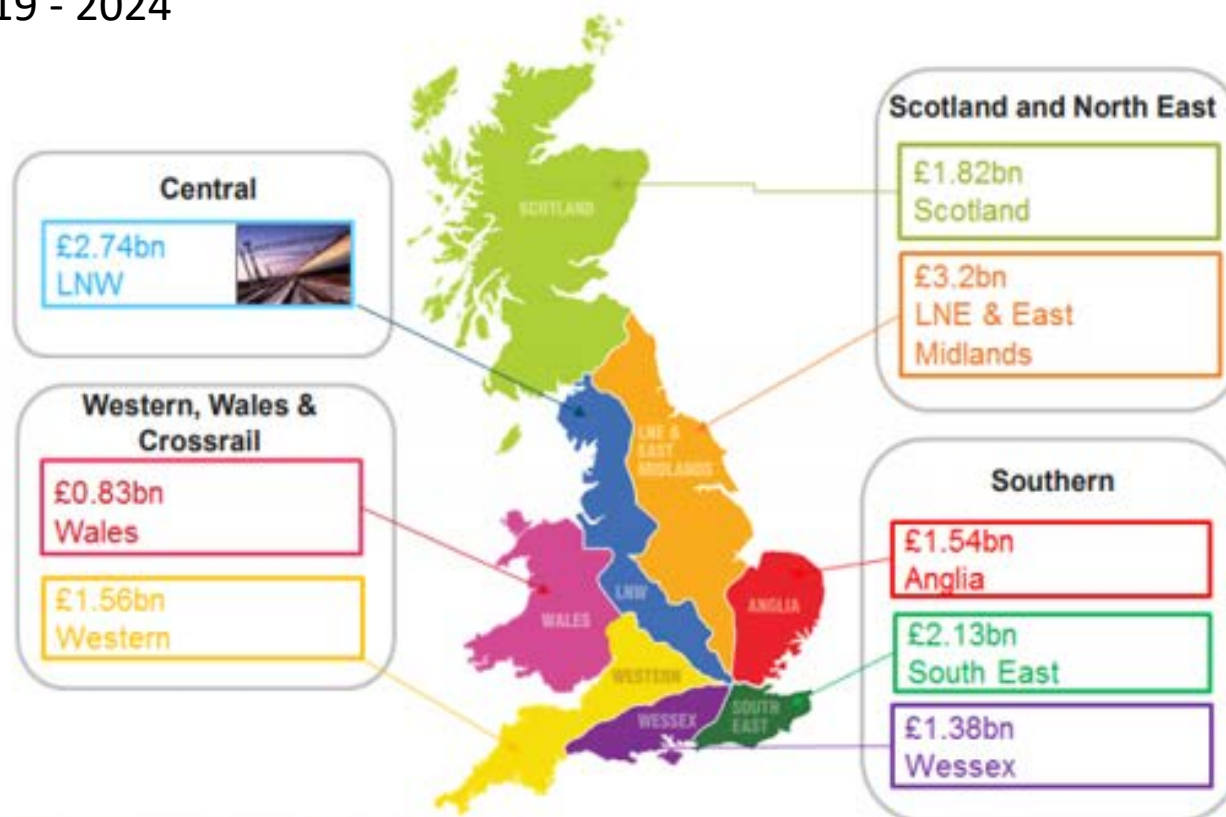 19 - 2024
Central
£2.74bn
LNW
Western, Wales &
Crossrail
£0.83bn
Wales
£1.56bn
Western
SCOTLAND
LNE &
EAST
MIDLANDS
LNW
WALES
ANGLIA
WESTERN
WESSEX
SOUTH
EAST
Scotland and North East
£1.82bn
Scotland
£3.2bn
LNE & East
Midlands
Southern
£1.54bn
Anglia
£2.13bn
South East
£1.38bn
Wessex